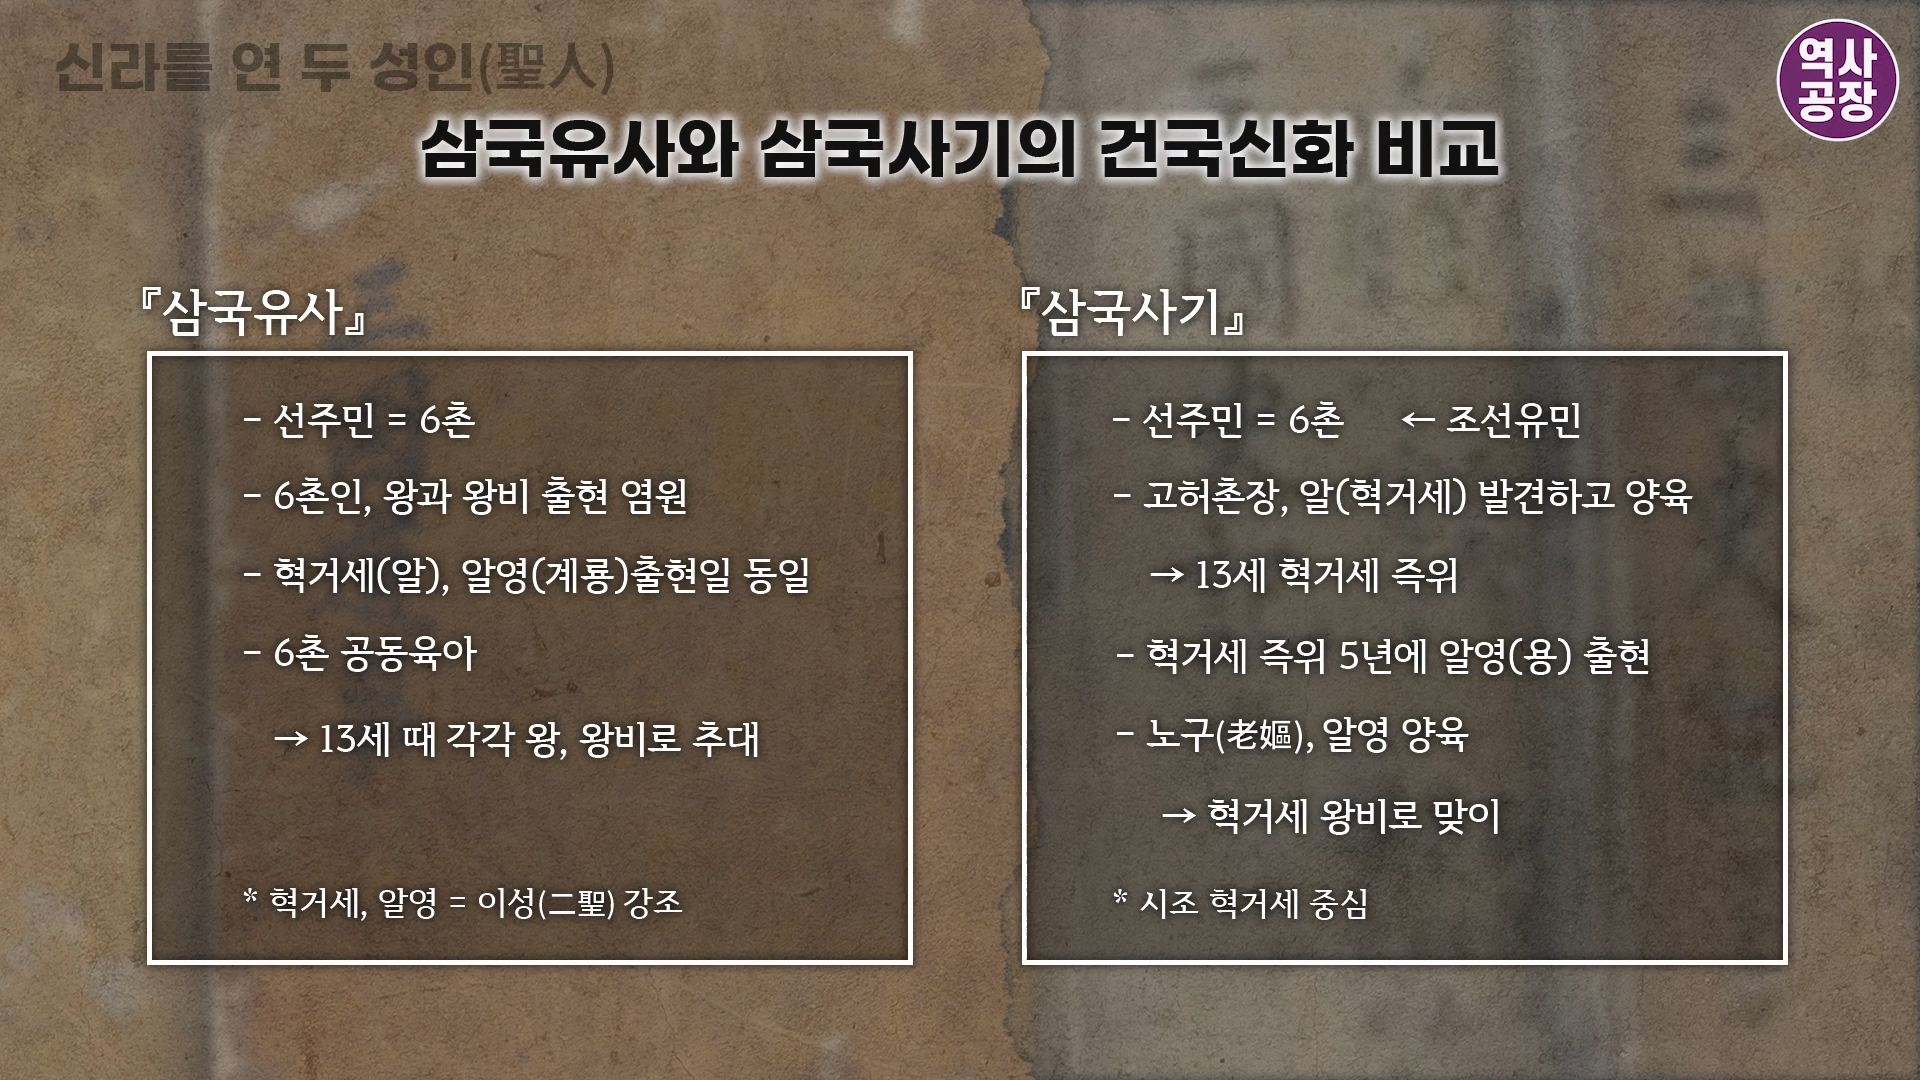 신라를 연 두 성인(聖人)
역사
공장
삼국유사와 삼국사기의 건국신화 비교
『삼국유사』
- 선주민 = 6촌
- 6촌인, 왕과 왕비 출현 염원
- 혁거세(알), 알영(계룡)출현일 동일
- 6촌 공동육아
→ 13세 때 각각 왕, 왕비로 추대
* 혁거세, 알영 = 이성(二聖) 강조
『삼국사기』
- 선주민 = 6촌 ← 조선유민
- 고허촌장, 알(혁거세) 발견하고 양육
→ 13세 혁거세 즉위
- 혁거세 즉위 5년에 알영(용) 출현
- 노구(老嫗), 알영 양육
→ 혁거세 왕비로 맞이
* 시조 혁거세 중심